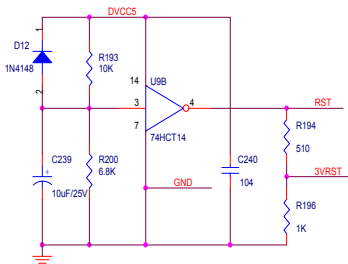 DVCC5
1
D12
1N4148
2
R193
10K
14
U9B
3
4
7
74HCT14
RST
R194
510
3VRST
C239
+
10uF/25V
R200
6.8K
GND
C240
104
R196
1K